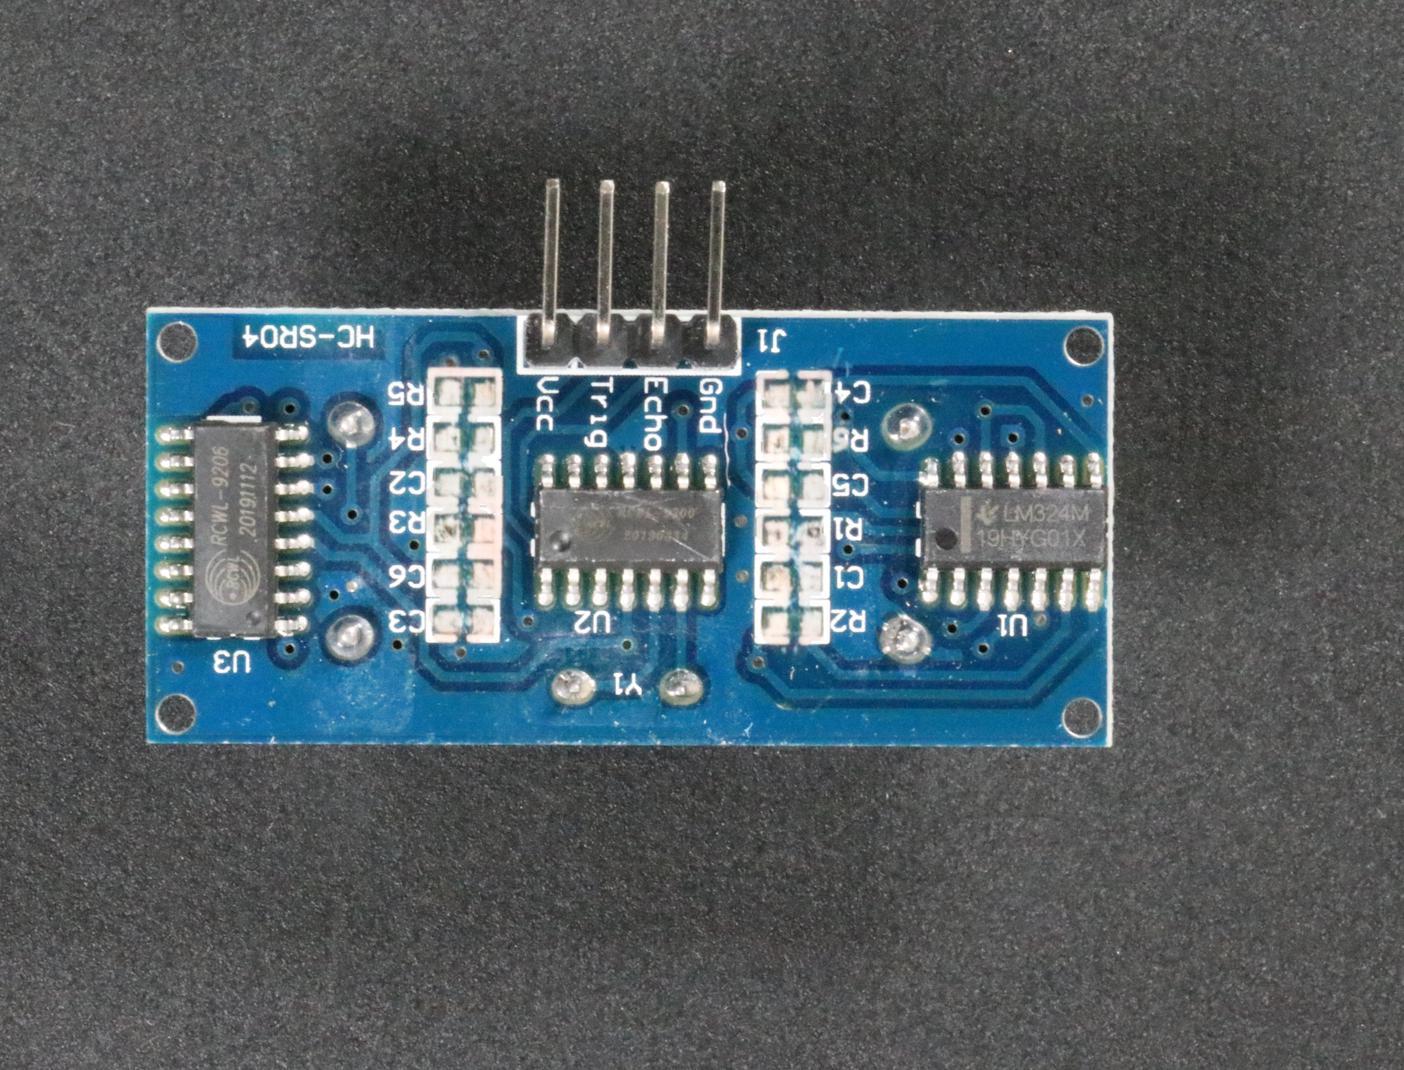 HC-SR04
J1
R5
R4
C2
R3
C6
C3
Vcc
Trig
Echo
Gnd
C4
R6
C5
R1
C1
R2
RCWL-9206
20191112
RCWL
U3
U2
Y1
LM324M
19HYG01X
U1